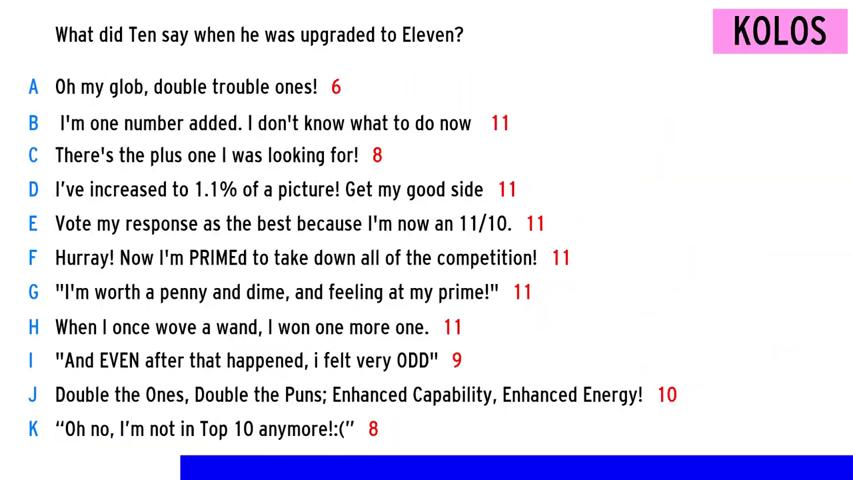 What did Ten say when he was upgraded to Eleven?
KOLOS
A Oh my glob, double trouble ones! 6
B I'm one number added. I don't know what to do now 11
C There's the plus one I was looking for! 8
D I've increased to 1.1% of a picture! Get my good side 11
E Vote my response as the best because I'm now an 11/10. 11
F Hurray! Now I'm PRIMEd to take down all of the competition! 11
G "I'm worth a penny and dime, and feeling at my prime!" 11
H When I once wove a wand, I won one more one. 11
I "And EVEN after that happened, i felt very ODD" 9
J Double the Ones, Double the Puns; Enhanced Capability, Enhanced Energy! 10
K “Oh no, I’m not in Top 10 anymore!:(” 8